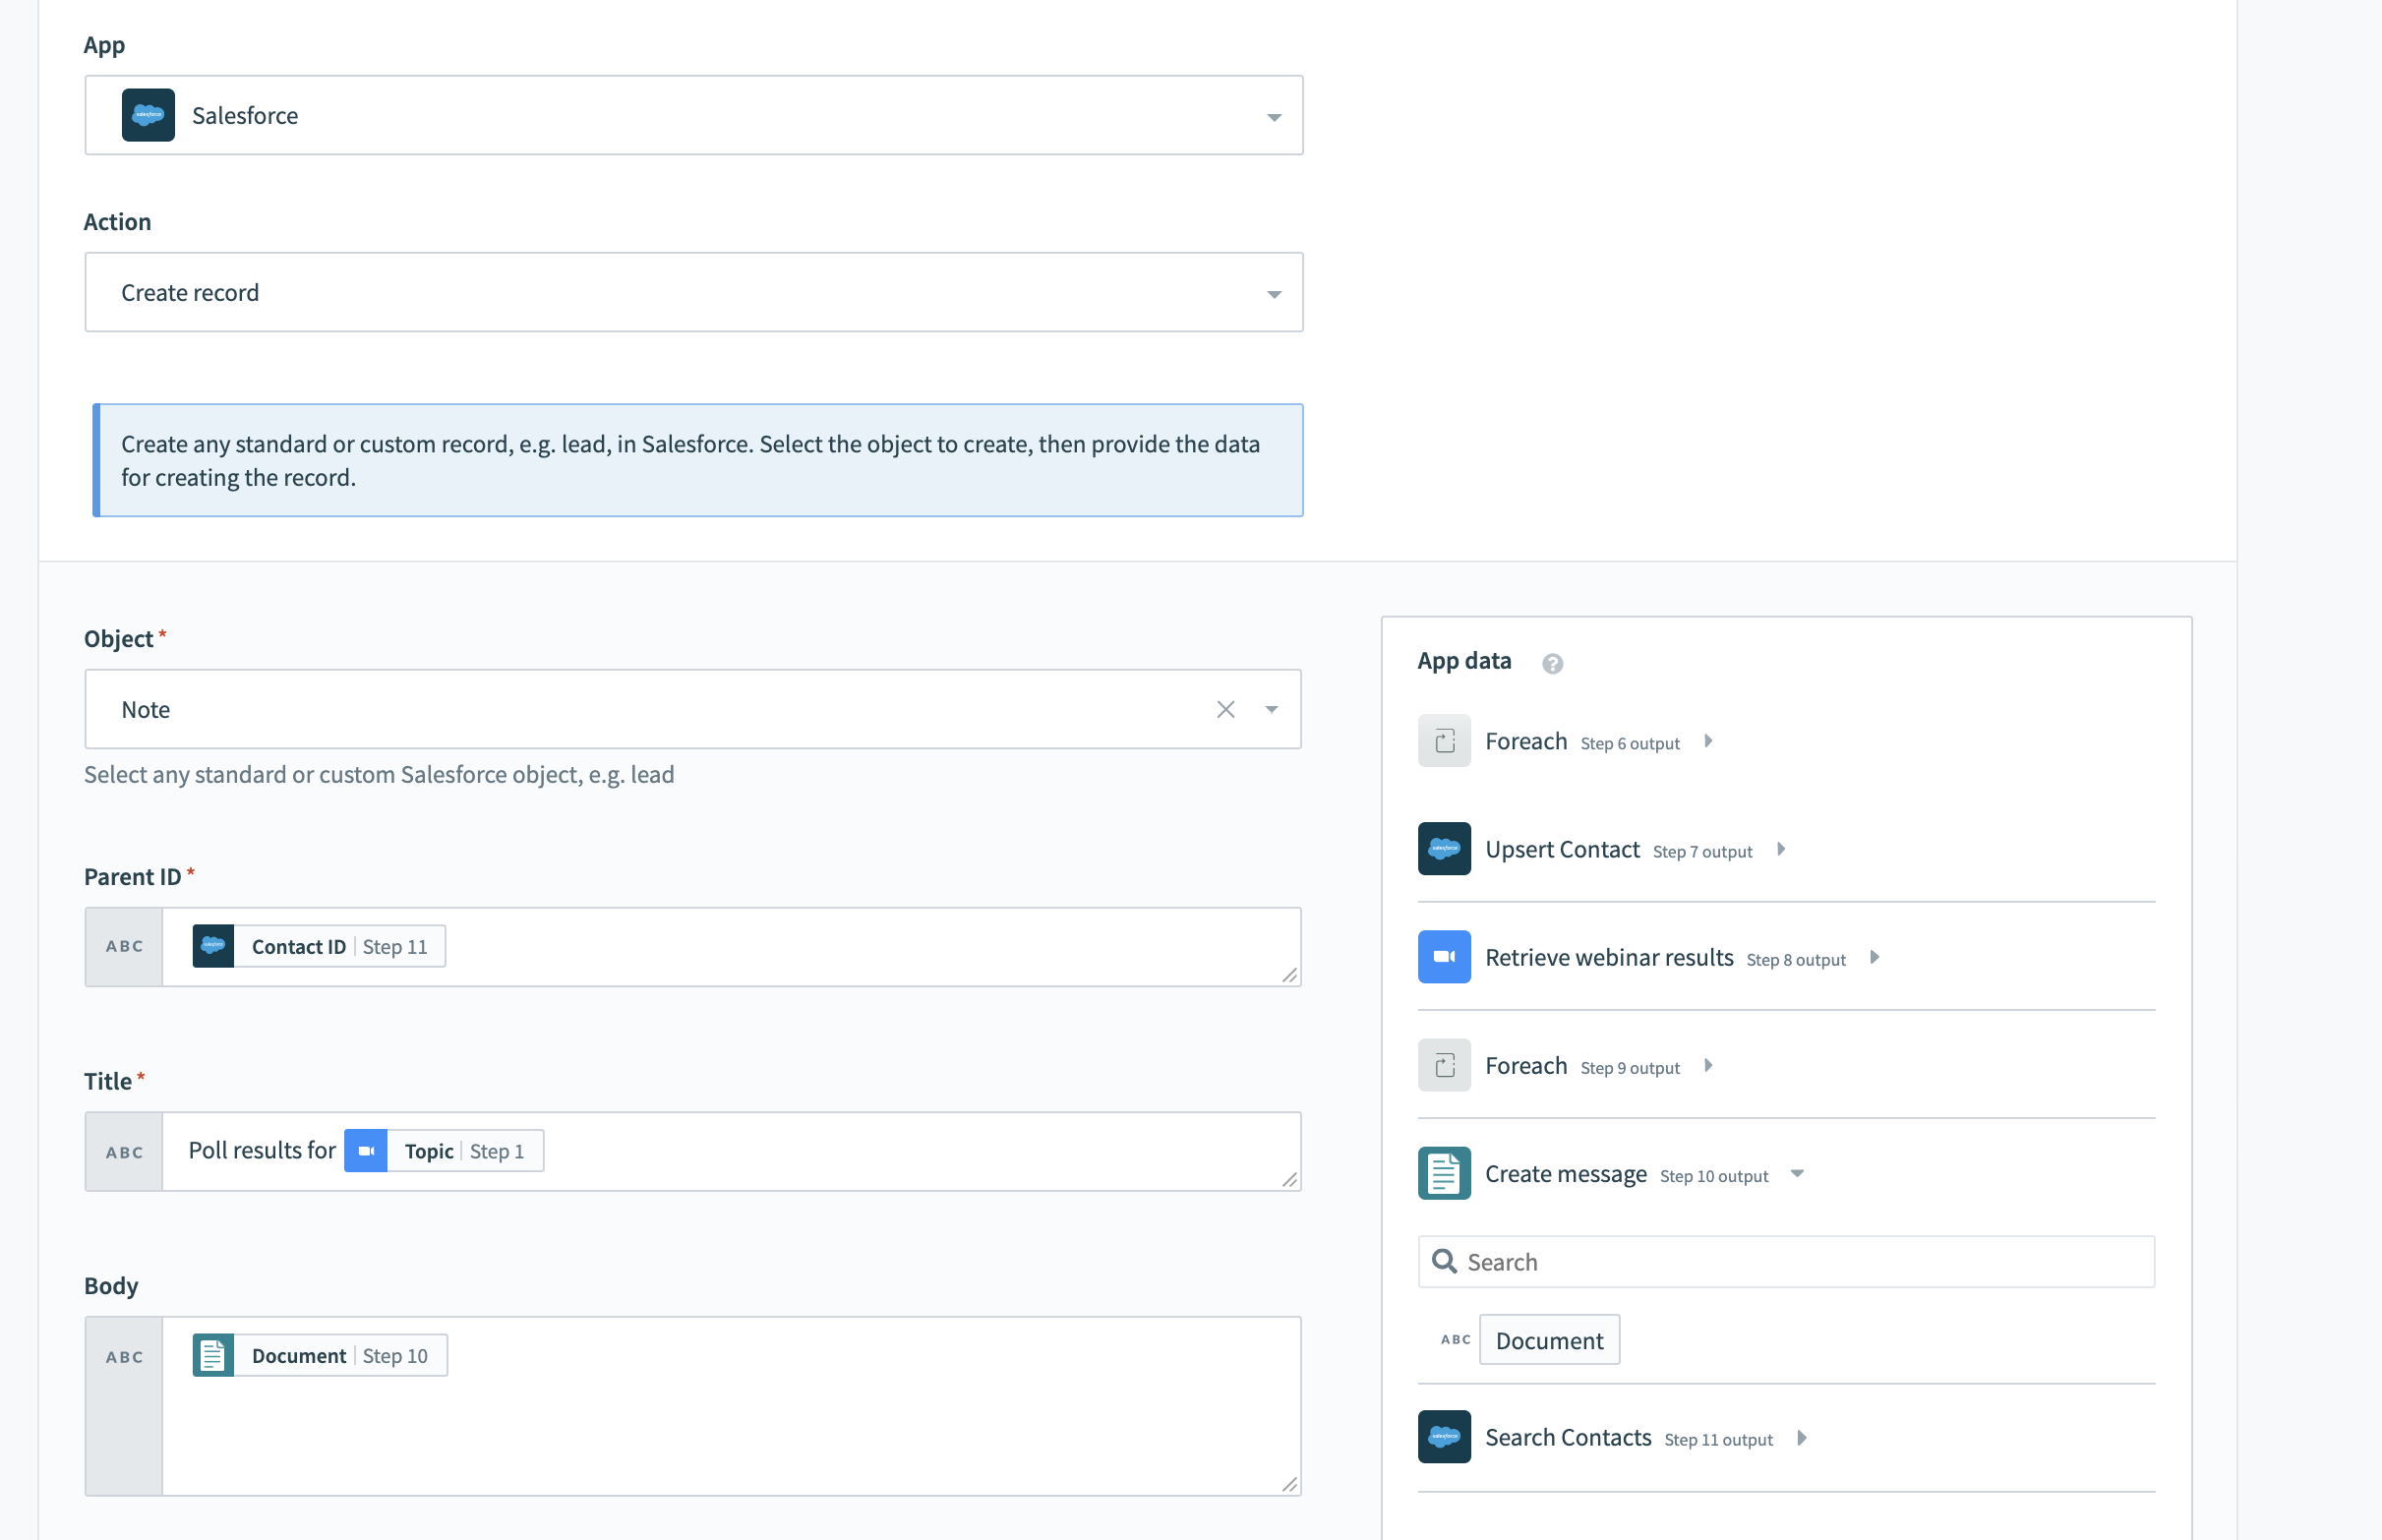 App
Salesforce
Action
Create record
Create any standard or custom record, e.g. lead, in Salesforce. Select the object to create, then provide the data
for creating the record.
Object *
Note
Select any standard or custom Salesforce object, e.g. lead
Parent ID *
ABC Contact ID | Step 11
Title *
ABC Poll results for Topic | Step 1
Body
ABC Document | Step 10
App data ?
Foreach Step 6 output
salesforce Upsert Contact Step 7 output
Retrieve webinar results Step 8 output
Foreach Step 9 output
Create message Step 10 output
Search
ABC Document
salesforce Search Contacts Step 11 output